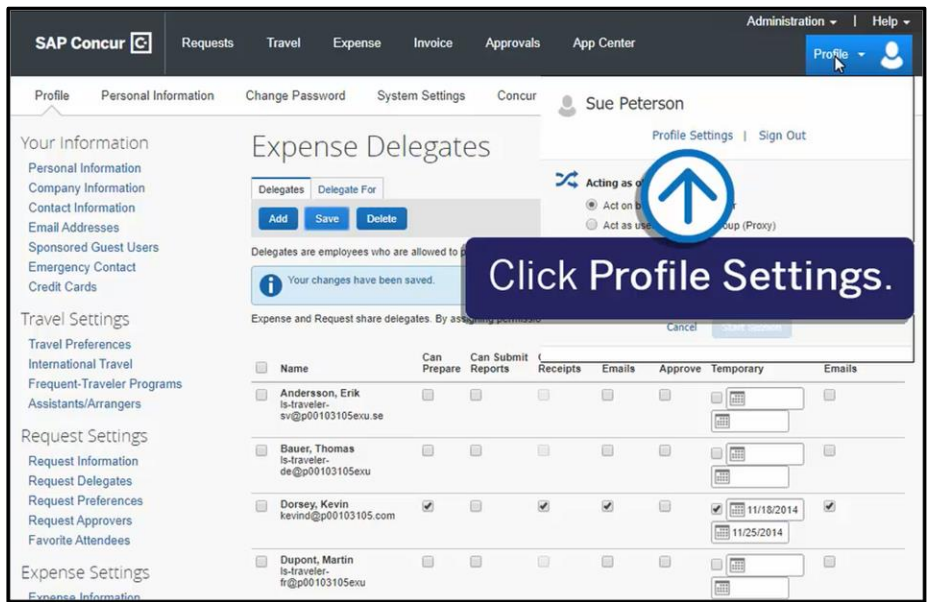 Administration | Help
SAP Concur C Requests Travel Expense Invoice Approvals App Center
Profile
Profile Personal Information Change Password System Settings Concur
Sue Peterson
Profile Settings | Sign Out
Your Information
Personal Information
Company Information
Contact Information
Email Addresses
Sponsored Guest Users
Emergency Contact
Credit Cards
Travel Settings
Travel Preferences
International Travel
Frequent-Traveler Programs
Assistants/Arrangers
Request Settings
Request Information
Request Delegates
Request Preferences
Request Approvers
Favorite Attendees
Expense Settings
Expense Information
Expense Delegates
Delegates Delegate For
Add Save Delete
Delegates are employees who are allowed to
Your changes have been saved.
Expense and Request share delegates. By assigning
Acting as
Act on
Act as (Proxy)
Click Profile Settings.
Cancel
Name Can Prepare Can Submit Reports Receipts Emails Approve Temporary Emails
Andersson, Erik
ls-traveler-
sv@p00103105exu.se
Bauer, Thomas
ls-traveler-
de@p00103105exu
Dorsey, Kevin
kevind@p00103105.com
11/18/2014
11/25/2014
Dupont, Martin
ls-traveler-
fr@p00103105exu